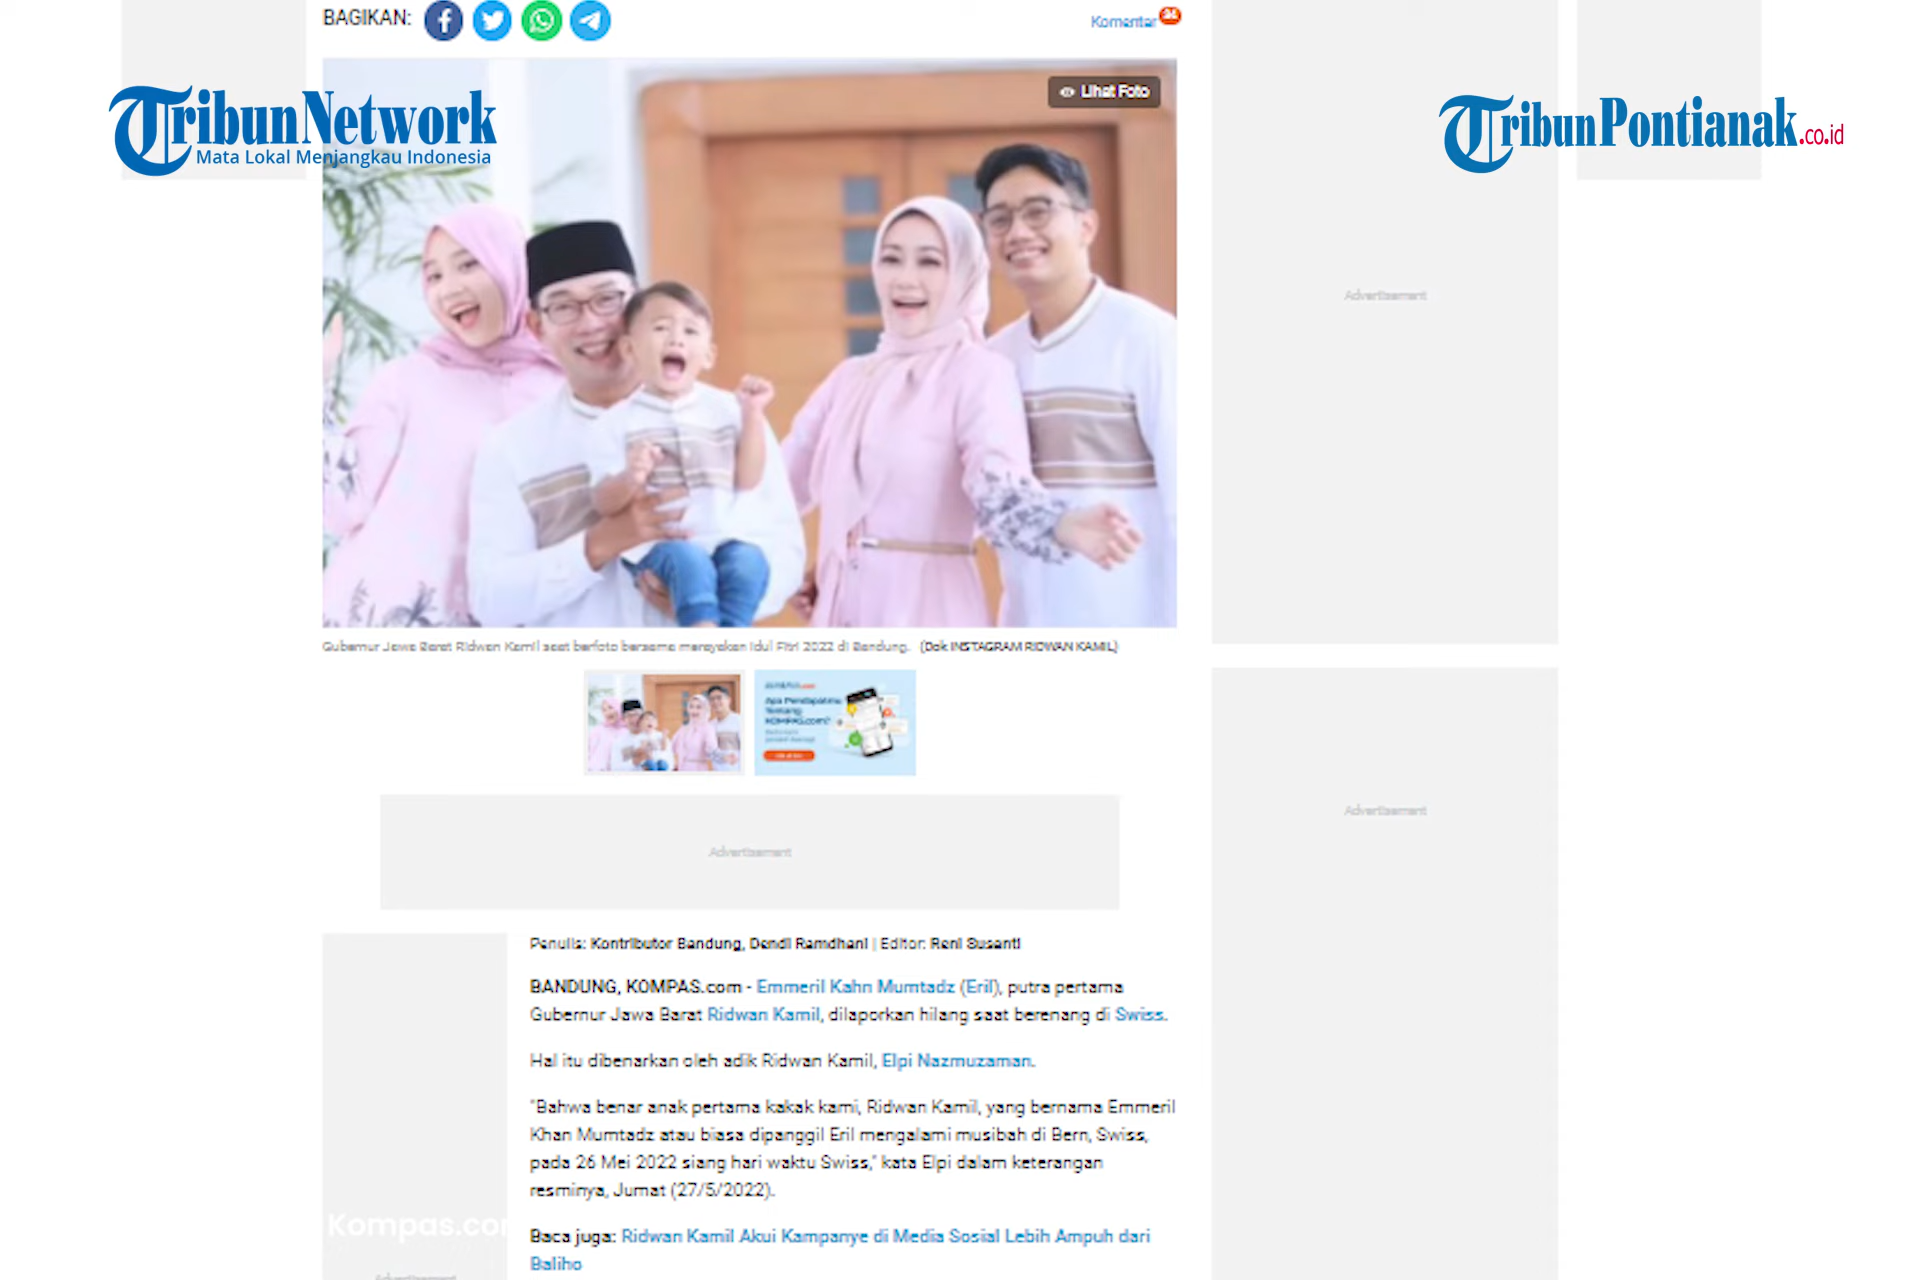 BAGIKAN:
Komentar
Lihat Foto
TribunNetwork
Mata Lokal Menjangkau Indonesia
TribunPontianak.co.id
Advertisement
Gubernur Jawa Barat Ridwan Kamil saat berfoto bersama merayakan Idul Fitri 2022 di Bandung. (Dok INSTAGRAM RIDWAN KAMIL)
Apa Pendapatmu
Tentang
KOMPAS.com?
Advertisement
Advertisement
Penulis: Kontributor Bandung, Dendi Ramdhani | Editor: Reni Susanti
BANDUNG, KOMPAS.com - Emmeril Kahn Mumtadz (Eril), putra pertama
Gubernur Jawa Barat Ridwan Kamil, dilaporkan hilang saat berenang di Swiss.
Hal itu dibenarkan oleh adik Ridwan Kamil, Elpi Nazmuzaman.
"Bahwa benar anak pertama kakak kami, Ridwan Kamil, yang bernama Emmeril
Khan Mumtadz atau biasa dipanggil Eril mengalami musibah di Bern, Swiss,
pada 26 Mei 2022 siang hari waktu Swiss," kata Elpi dalam keterangan
resminya, Jumat (27/5/2022).
Kompas.com
Baca juga: Ridwan Kamil Akui Kampanye di Media Sosial Lebih Ampuh dari
Baliho
Advertisement